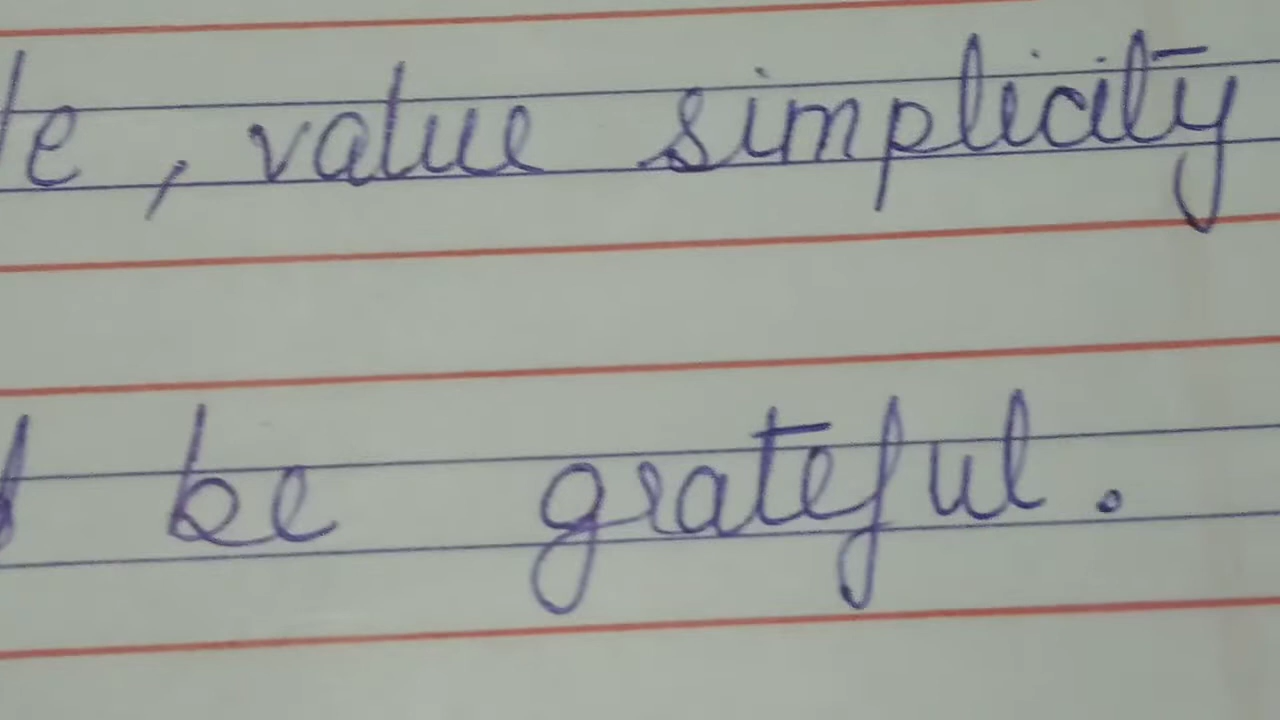 , value simplicity
be grateful.